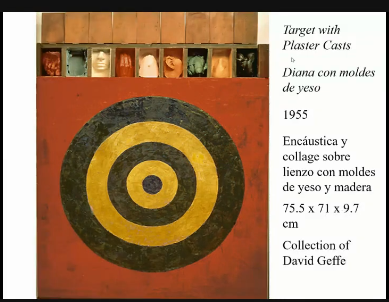 Target with
Plaster Casts
Diana con moldes
de yeso
1955
Encáustica y
collage sobre
lienzo con moldes
de yeso y madera
75.5 x 71 x 9.7
cm
Collection of
David Geffe